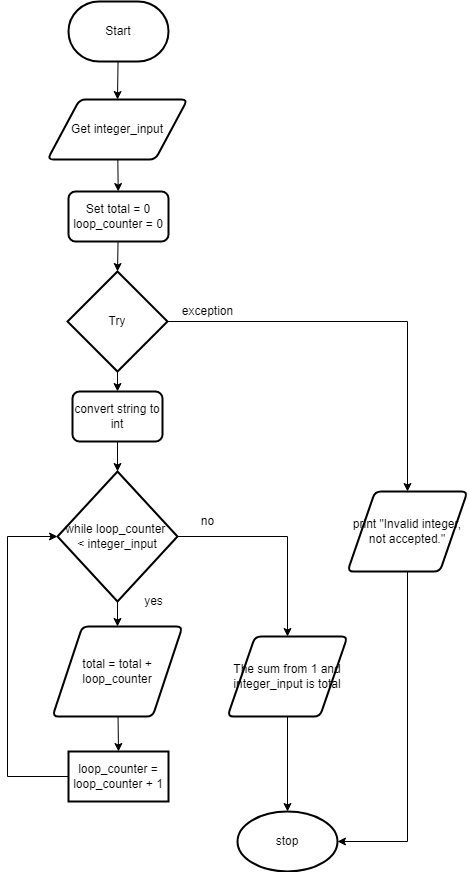 Start
Get integer_input
Set total = 0
loop_counter = 0
Try
exception
convert string to
int
while loop_counter
< integer_input
no
yes
print "Invalid integer,
not accepted."
total = total +
loop_counter
The sum from 1 and
integer_input is total
loop_counter =
loop_counter + 1
stop